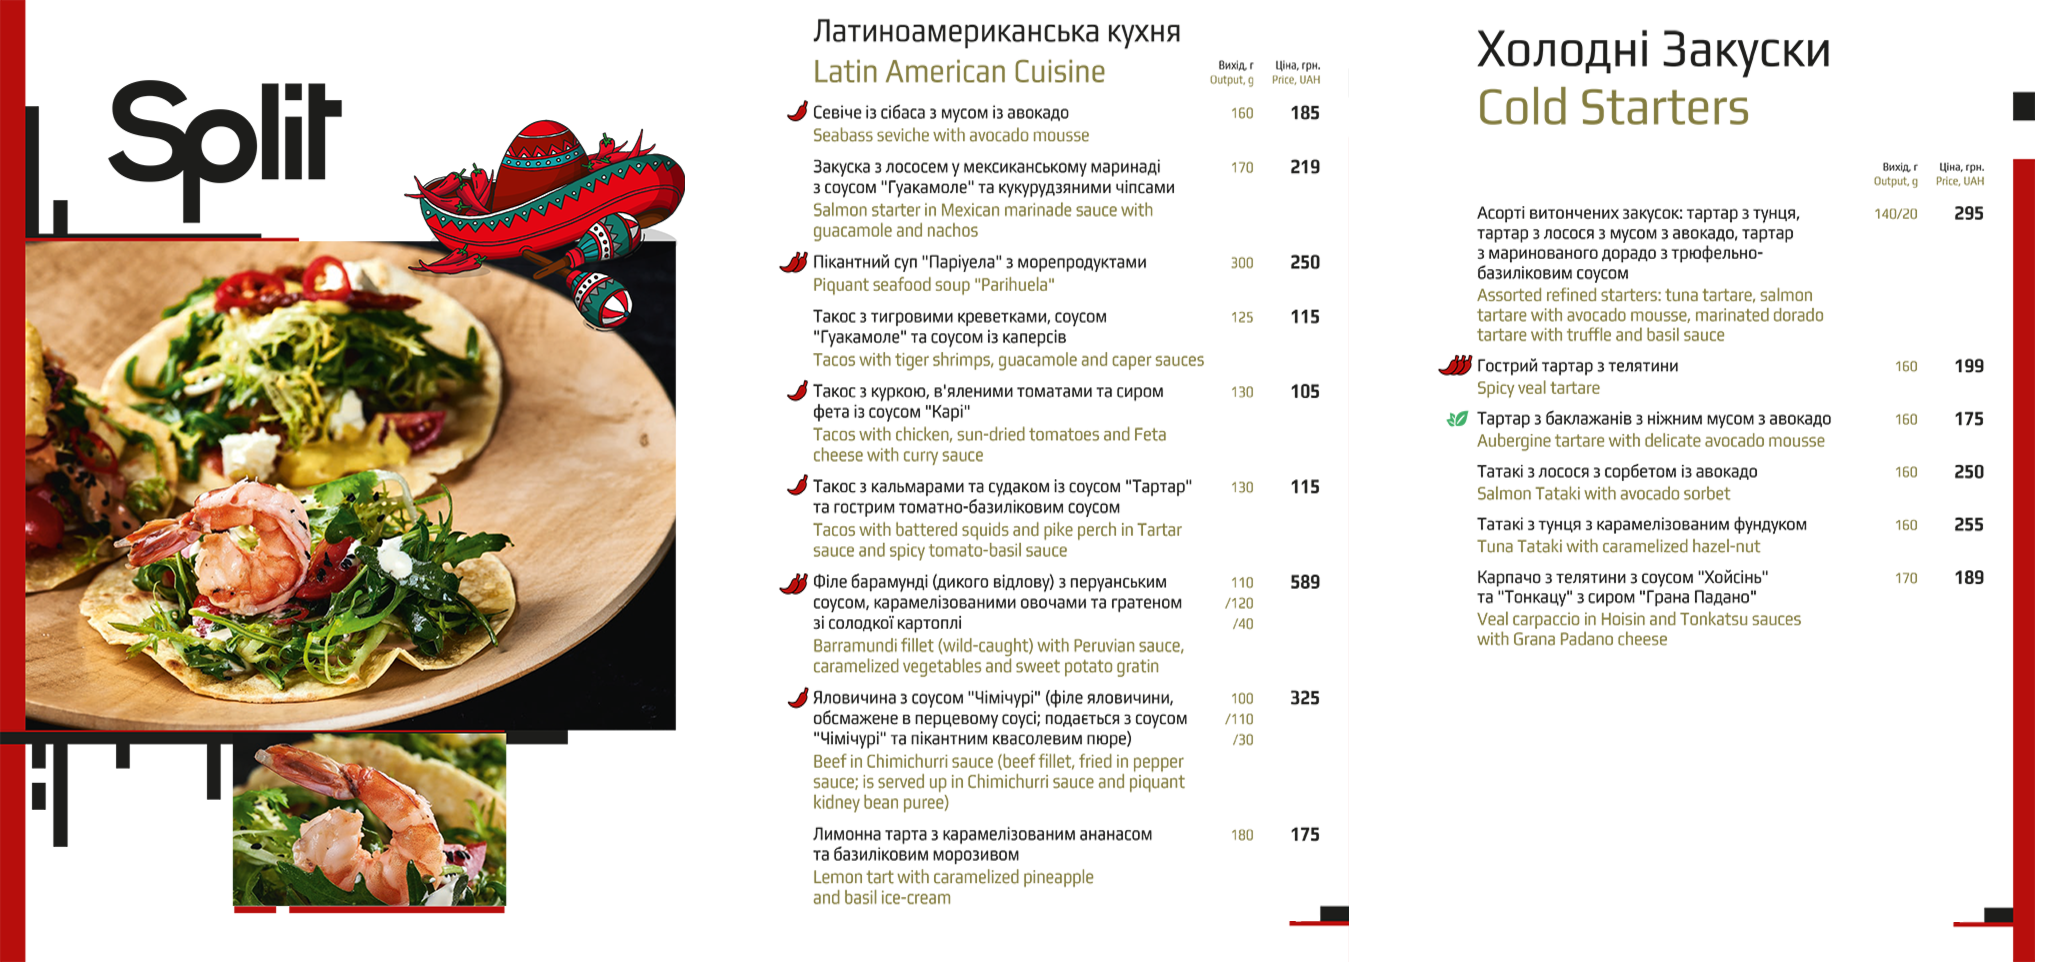 Split
Латиноамериканська кухня
Latin American Cuisine
Вихід, г
Output, g
Ціна, грн.
Price, UAH
Севіче із сібаса з мусом із авокадо 160 185
Seabass seviche with avocado mousse
Закуска з лососем у мексиканському маринаді 170 219
з соусом "Гуакамоле" та кукурудзяними чіпсами
Salmon starter in Mexican marinade sauce with
guacamole and nachos
Пікантний суп "Паріуела" з морепродуктами 300 250
Piquant seafood soup "Parihuela"
Такос з тигровими креветками, соусом 125 115
"Гуакамоле" та соусом із каперсів
Tacos with tiger shrimps, guacamole and caper sauces
Такос з куркою, в'яленими томатами та сиром 130 105
фета із соусом "Карі"
Tacos with chicken, sun-dried tomatoes and Feta
cheese with curry sauce
Такос з кальмарами та судаком із соусом "Тартар" 130 115
та гострим томатно-базиліковим соусом
Tacos with battered squids and pike perch in Tartar
sauce and spicy tomato-basil sauce
Філе барамунді (дикого відлову) з перуанським 110 589
соусом, карамелізованими овочами та гратеном /120
зі солодкої картоплі /40
Barramundi fillet (wild-caught) with Peruvian sauce,
caramelized vegetables and sweet potato gratin
Яловичина з соусом "Чімічурі" (філе яловичини, 100 325
обсмажене в перцевому соусі; подається з соусом /110
"Чімічурі" та пікантним квасолевим пюре) /30
Beef in Chimichurri sauce (beef fillet, fried in pepper
sauce; is served up in Chimichurri sauce and piquant
kidney bean puree)
Лимонна тарта з карамелізованим ананасом 180 175
та базиліковим морозивом
Lemon tart with caramelized pineapple
and basil ice-cream
Холодні Закуски
Cold Starters
Вихід, г
Output, g
Ціна, грн.
Price, UAH
Асорті витончених закусок: тартар з тунця, 140/20 295
тартар з лосося з мусом з авокадо, тартар
з маринованого дорадо з трюфельно-
базиліковим соусом
Assorted refined starters: tuna tartare, salmon
tartare with avocado mousse, marinated dorado
tartare with truffle and basil sauce
Гострий тартар з телятини 160 199
Spicy veal tartare
Тартар з баклажанів з ніжним мусом з авокадо 160 175
Aubergine tartare with delicate avocado mousse
Татакі з лосося з сорбетом із авокадо 160 250
Salmon Tataki with avocado sorbet
Татакі з тунця з карамелізованим фундуком 160 255
Tuna Tataki with caramelized hazel-nut
Карпачо з телятини з соусом "Хойсінь" 170 189
та "Тонкацу" з сиром "Грана Падано"
Veal carpaccio in Hoisin and Tonkatsu sauces
with Grana Padano cheese